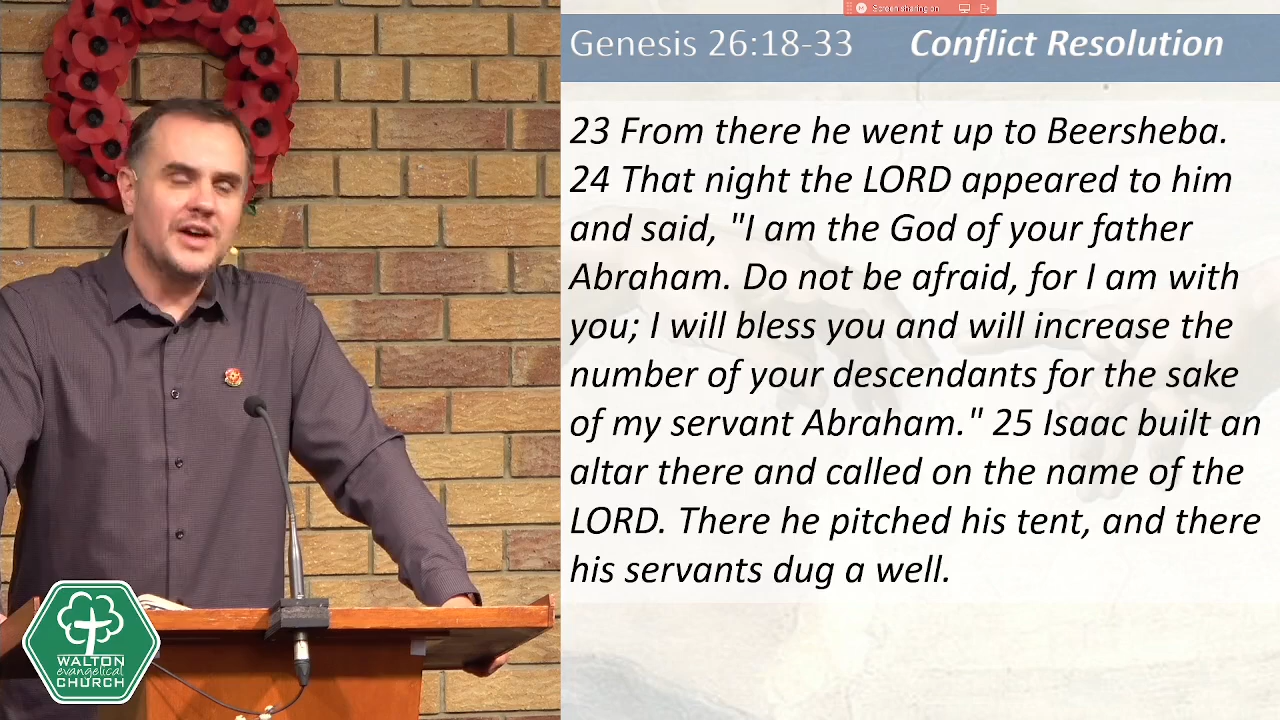 Screen sharing on
Genesis 26:18-33 Conflict Resolution
23 From there he went up to Beersheba.
24 That night the LORD appeared to him
and said, "I am the God of your father
Abraham. Do not be afraid, for I am with
you; I will bless you and will increase the
number of your descendants for the sake
of my servant Abraham." 25 Isaac built an
altar there and called on the name of the
LORD. There he pitched his tent, and there
his servants dug a well.
WALTON
evangelical
CHURCH